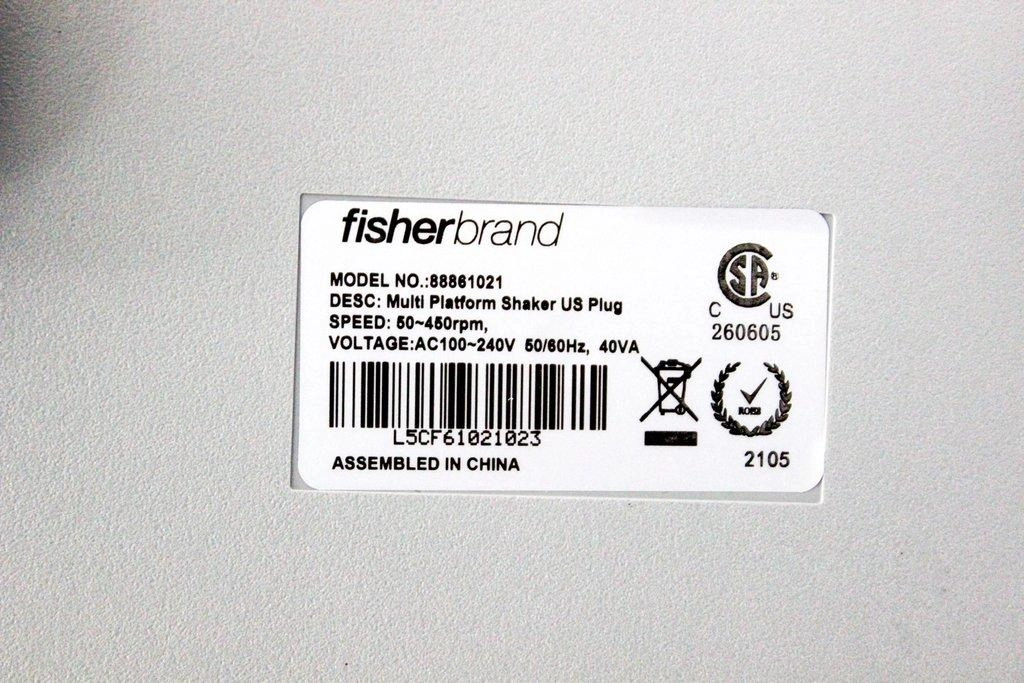 fisherbrand
MODEL NO.:88861021
DESC: Multi Platform Shaker US Plug
SPEED: 50~450rpm,
VOLTAGE:AC100~240V 50/60Hz, 40VA
L5CF61021023
ASSEMBLED IN CHINA
SA ®
C US
260605
ROHS
2105